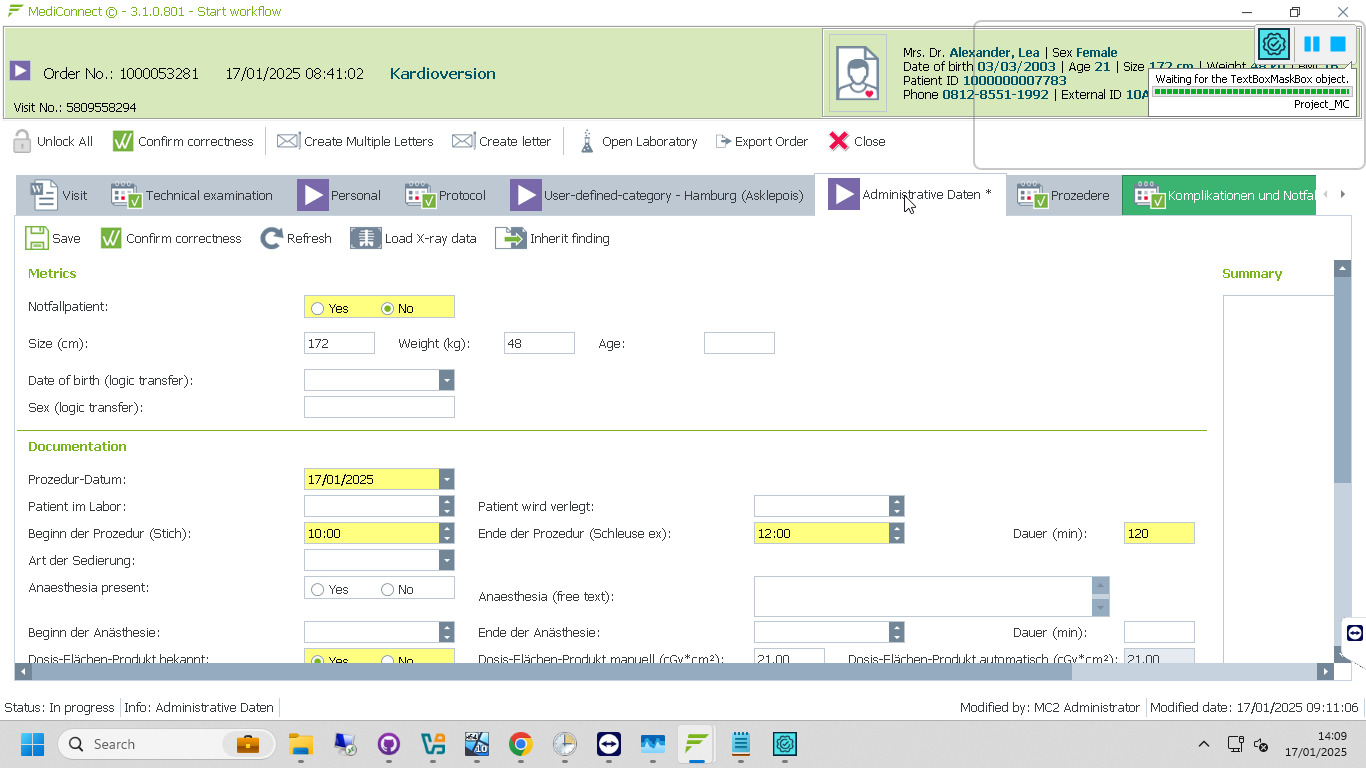 MediConnect © - 3.1.0.801 - Start workflow
Order No.: 1000053281 17/01/2025 08:41:02 Kardioversion
Visit No.: 5809558294
Mrs. Dr. Alexander, Lea | Sex Female
Date of birth 03/03/2003 | Age 21 | Size 172 cm | Weight 48 kg |
Patient ID 1000000007783
Phone 0812-8551-1992 | External ID 10A
Waiting for the TextBoxMaskBox object.
Project_MC
Unlock All Confirm correctness Create Multiple Letters Create letter Open Laboratory Export Order Close
Visit Technical examination Personal Protocol User-defined-category - Hamburg (Asklepois) Administrative Daten * Prozedere Komplikationen und Notfal
Save Confirm correctness Refresh Load X-ray data Inherit finding
Metrics Summary
Notfallpatient: Yes No
Size (cm): 172 Weight (kg): 48 Age:
Date of birth (logic transfer):
Sex (logic transfer):
Documentation
Prozedur-Datum: 17/01/2025
Patient im Labor: Patient wird verlegt:
Beginn der Prozedur (Stich): 10:00 Ende der Prozedur (Schleuse ex): 12:00 Dauer (min): 120
Art der Sedierung:
Anaesthesia present: Yes No Anaesthesia (free text):
Beginn der Anästhesie: Ende der Anästhesie: Dauer (min):
Dosis-Flächen-Produkt bekannt: Yes No Dosis-Flächen-Produkt manuell (cGy*cm²): 21.00 Dosis-Flächen-Produkt automatisch (cGy*cm²): 21.00
Status: In progress Info: Administrative Daten Modified by: MC2 Administrator Modified date: 17/01/2025 09:11:06
Search
14:09
17/01/2025